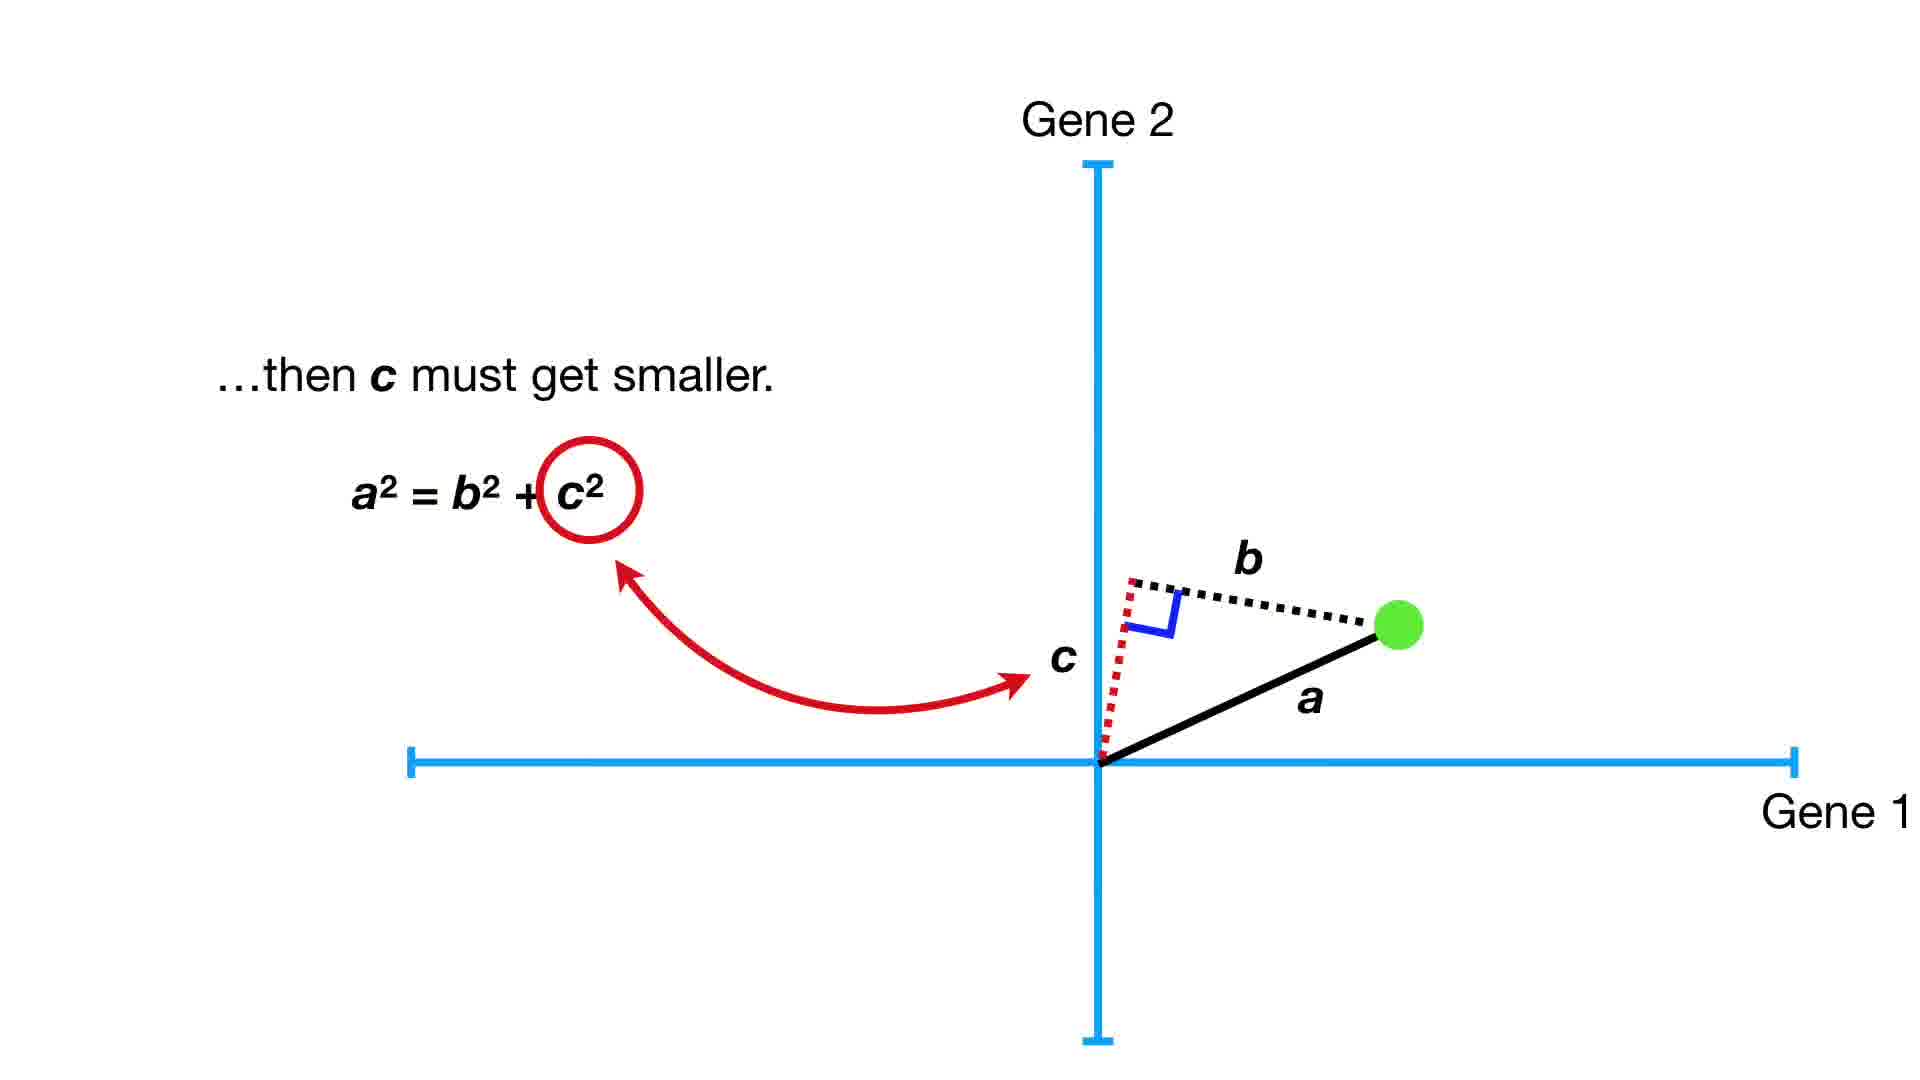 Gene 2
…then c must get smaller.
a² = b² + c²
b
c
a
Gene 1